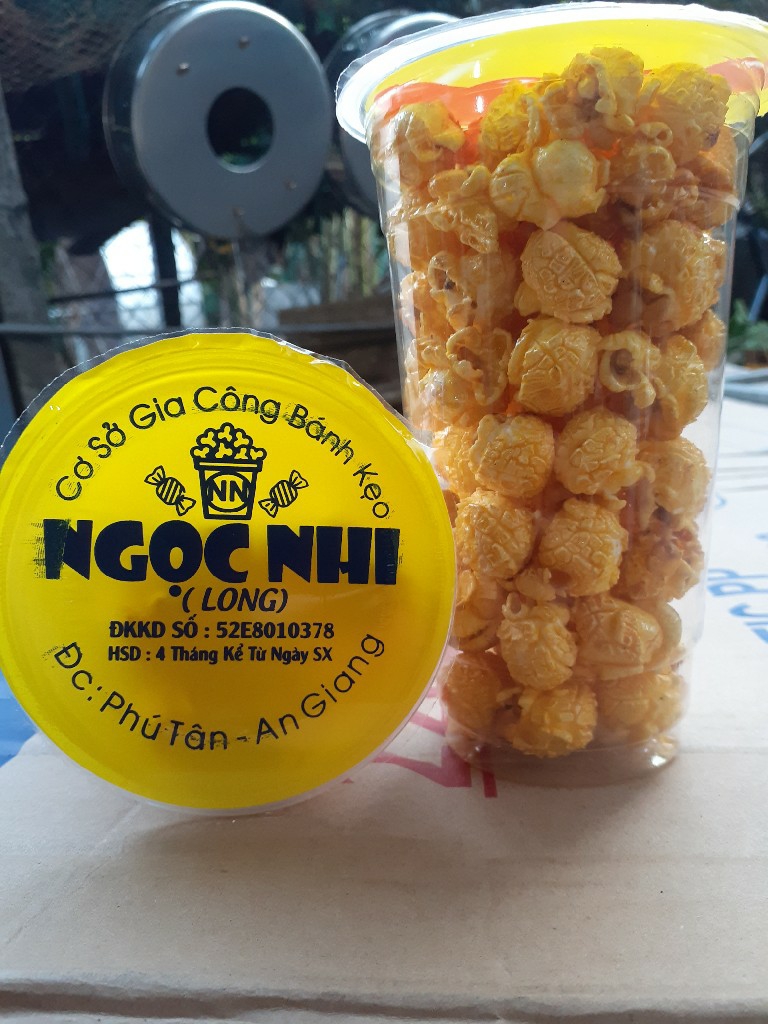 Cơ Sở Gia Công Bánh Kẹo
NN
NGỌC NHI
(LONG)
ĐKKD SỐ : 52E8010378
HSD : 4 Tháng Kể Từ Ngày SX
Đc : Phú Tân - An Giang